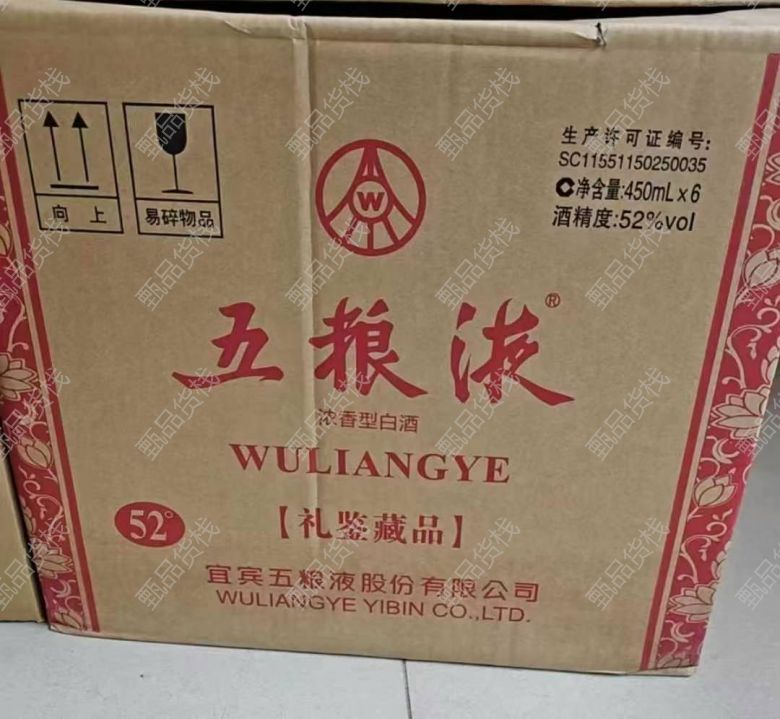 向上
易碎物品
W
生产许可证编号:
SC11551150250035
净含量:450mL×6
酒精度:52%vol
五粮液®
浓香型白酒
WULIANGYE
52°
【礼鉴藏品】
宜宾五粮液股份有限公司
WULIANGYE YIBIN CO.,LTD.
甄品货栈